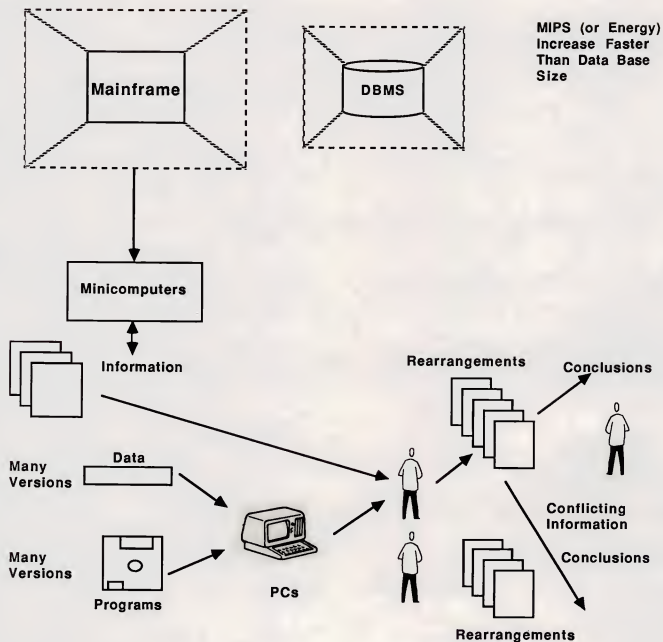 MIPS (or Energy)
Increase Faster
Than Data Base
Size
Mainframe
DBMS
Minicomputers
Information
Rearrangements
Conclusions
Many
Versions
Data
Conflicting
Information
Conclusions
Many
Versions
Programs
PCs
Rearrangements